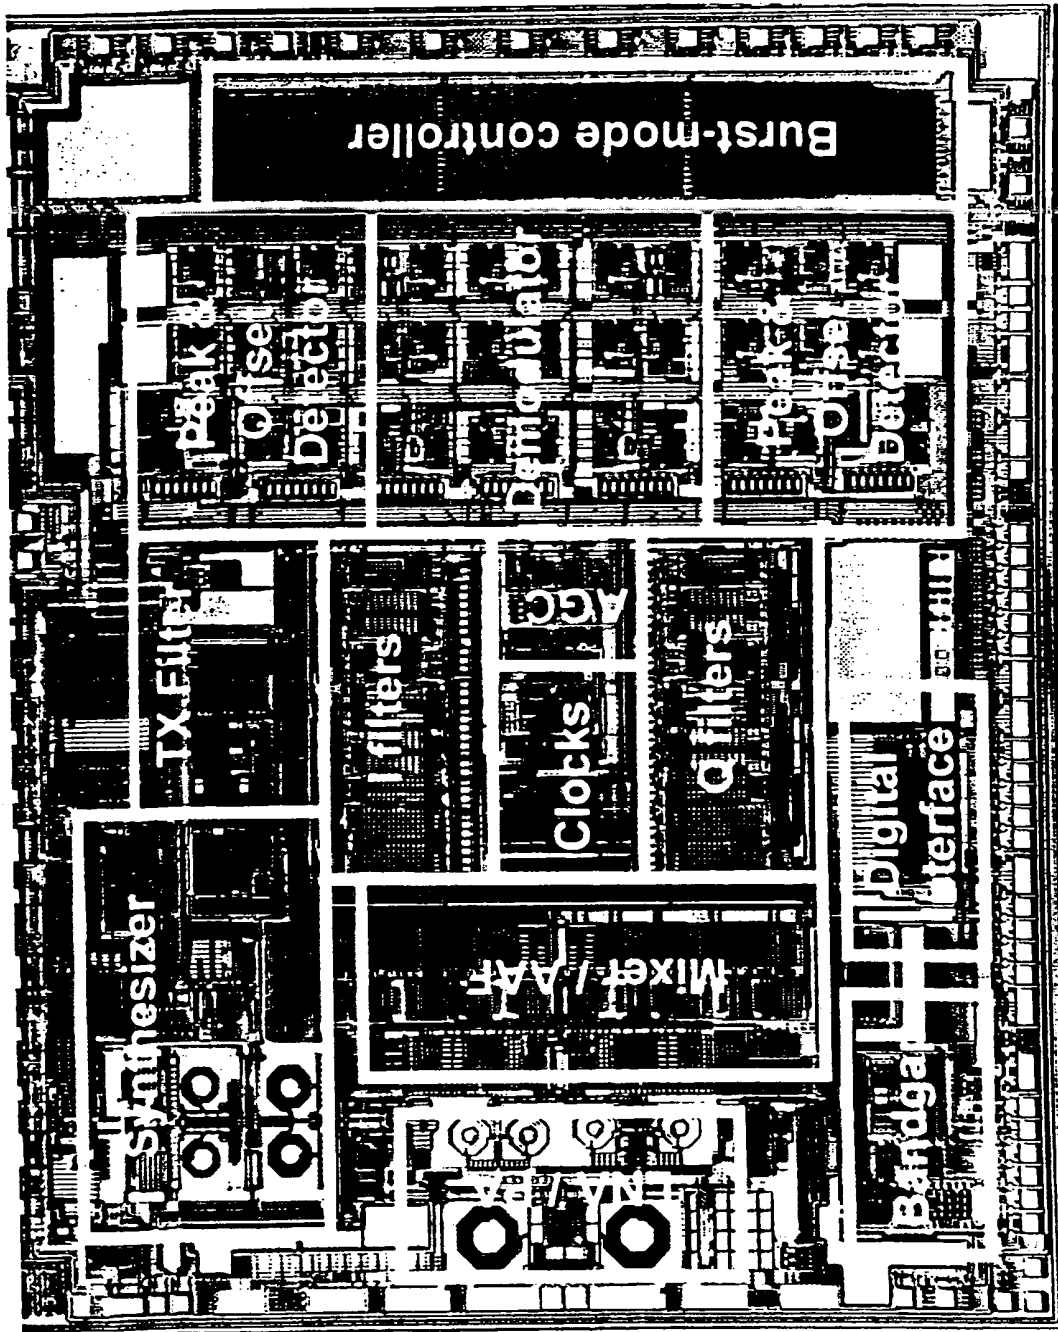 Burst-mode controller
Peak &
Offset
Detector
Demodulator
Peak &
Offset
Detector
TX Filter
I filters
AGC
Clocks
Q filters
Digital
Interface
Synthesizer
Mixer / AAF
LNA / PA
Bandgap